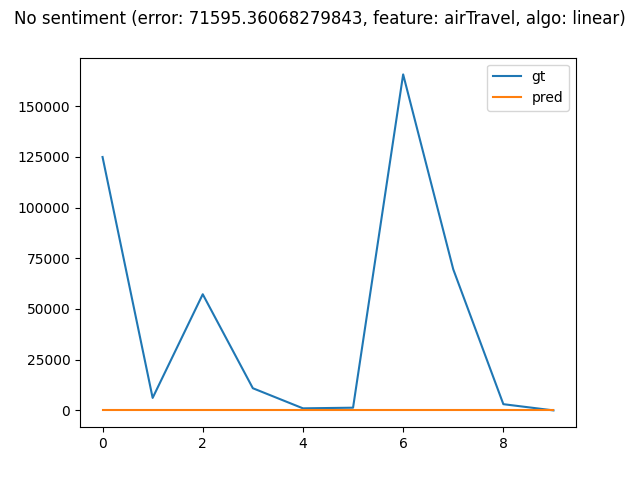 No sentiment (error: 71595.36068279843, feature: airTravel, algo: linear)
gt
pred
150000
125000
100000
75000
50000
25000
0
0 2 4 6 8